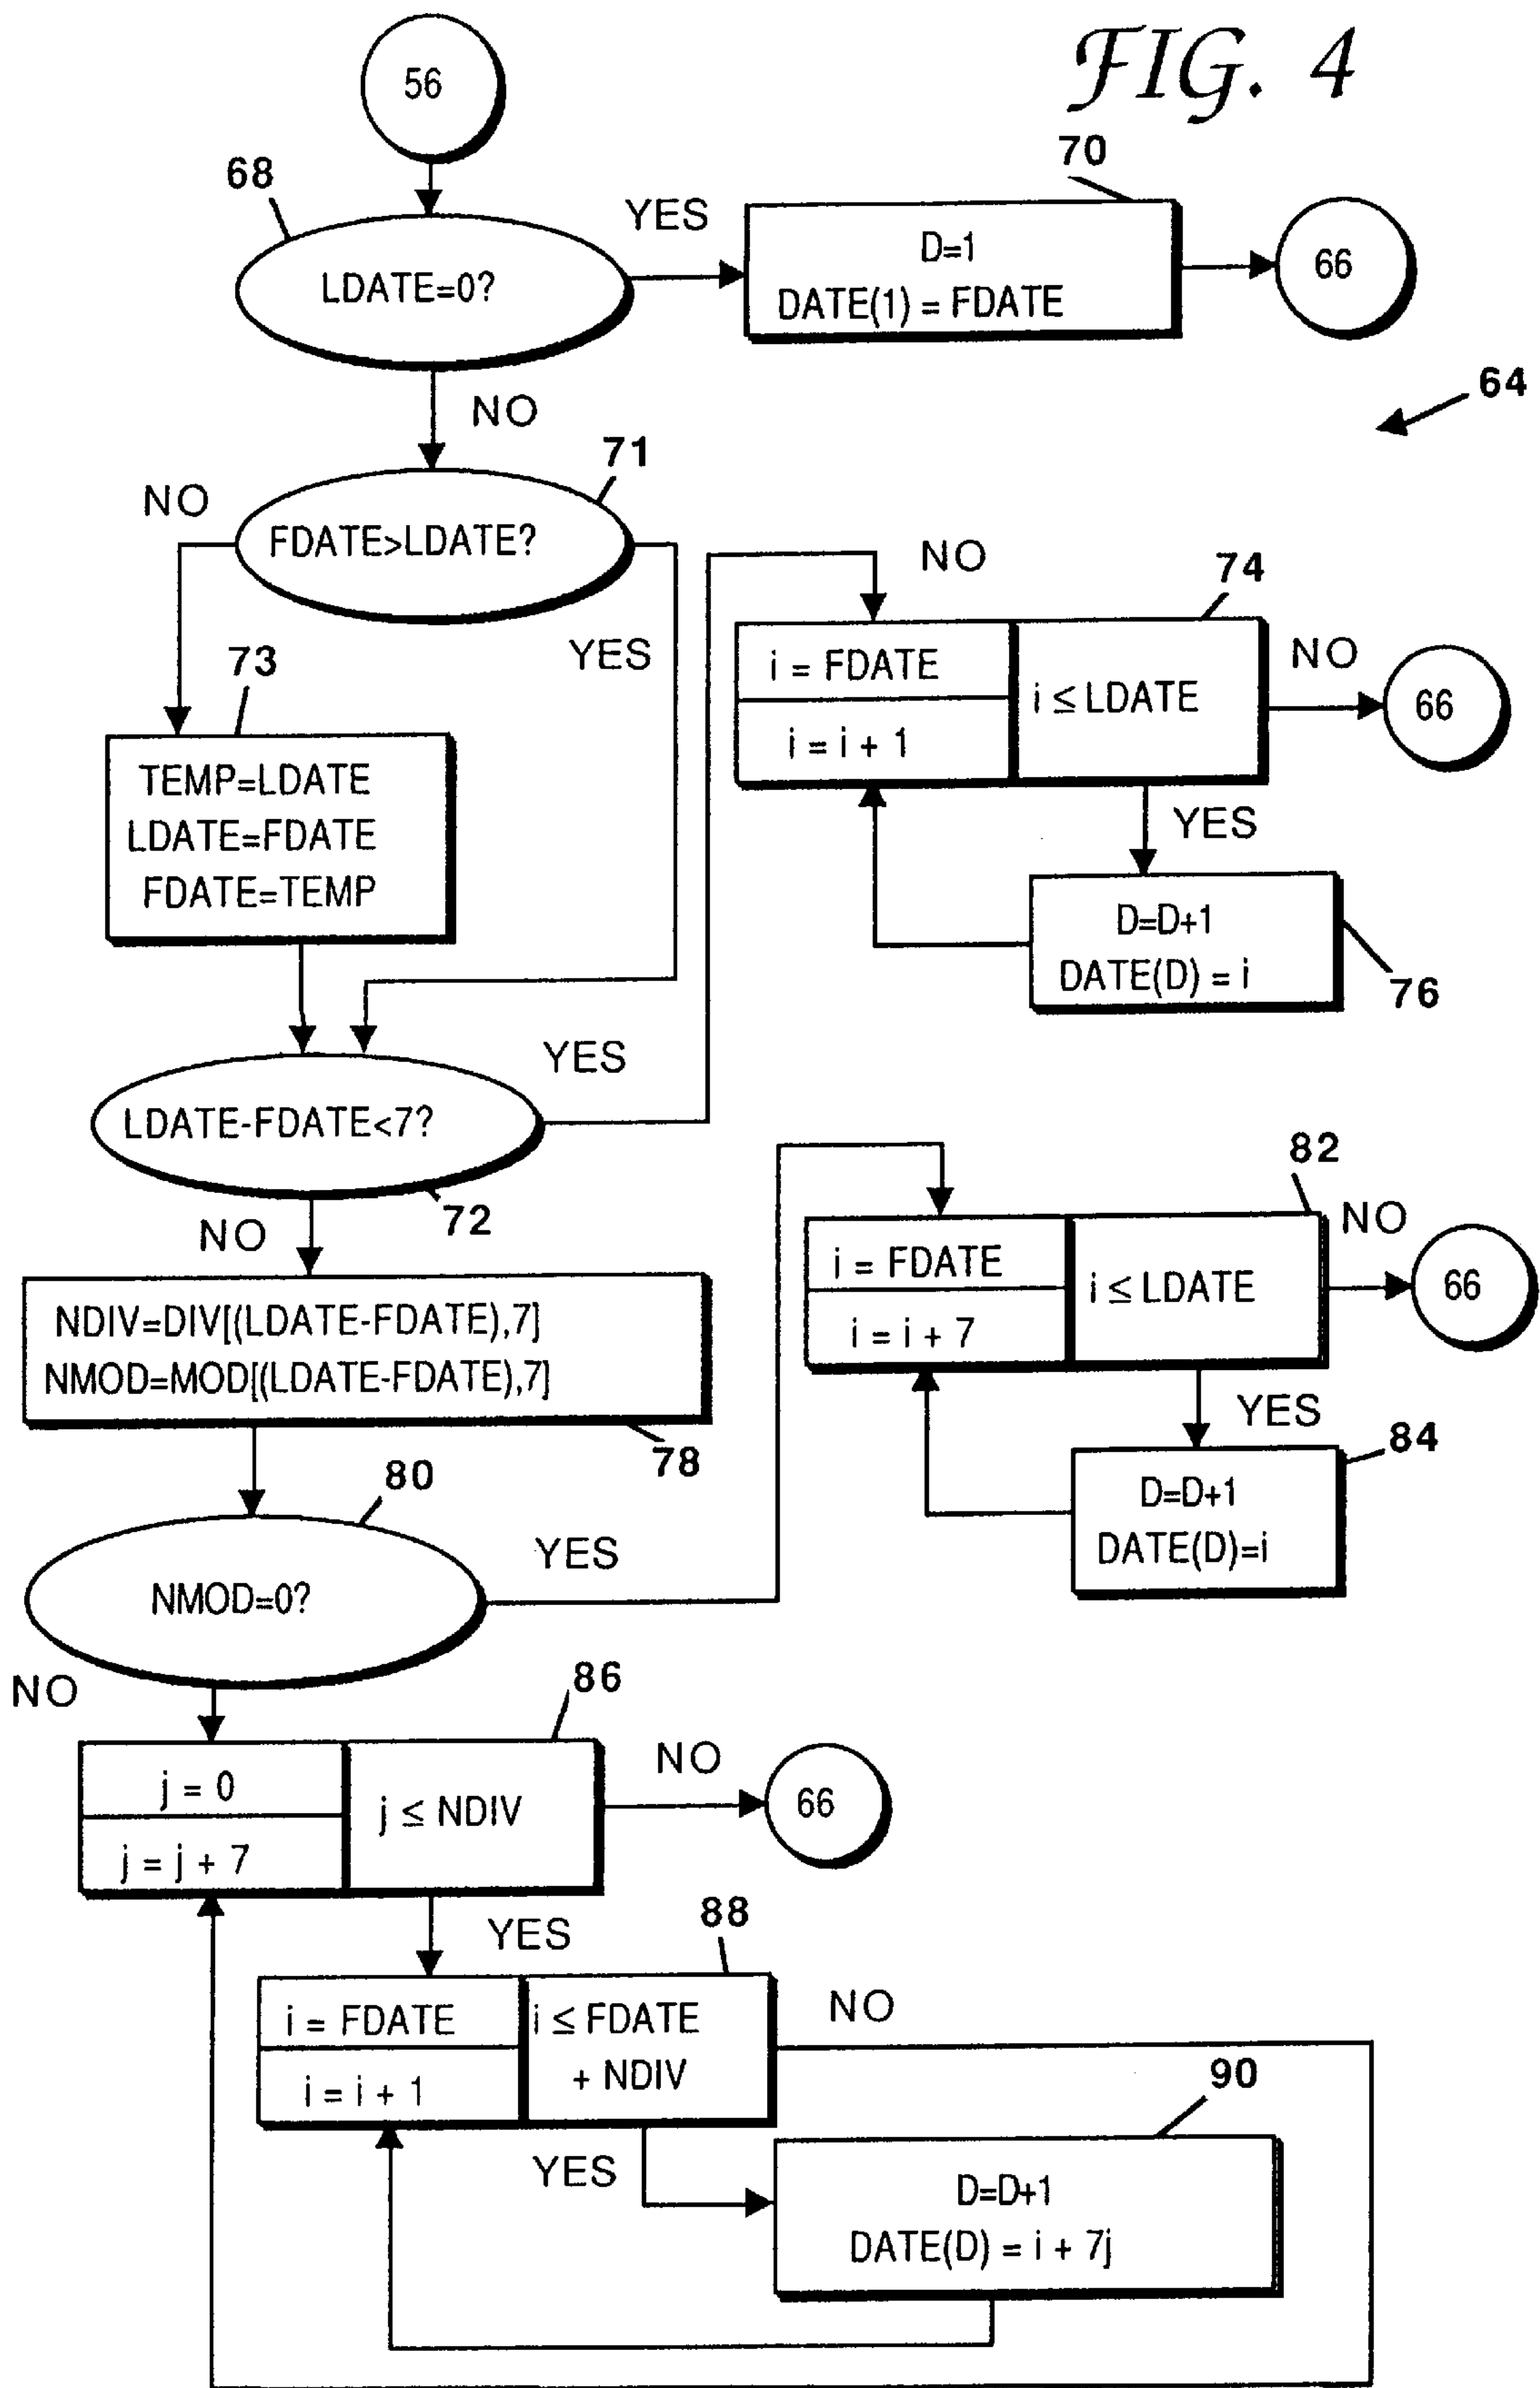 FIG. 4
56
68
LDATE=0?
YES
70
D=1
DATE(1) = FDATE
66
64
NO
71
FDATE>LDATE?
NO
YES
73
TEMP=LDATE
LDATE=FDATE
FDATE=TEMP
NO
74
i = FDATE
i = i + 1
i ≤ LDATE
NO
66
YES
D=D+1
DATE(D) = i
76
LDATE-FDATE<7?
YES
72
NO
NDIV=DIV[(LDATE-FDATE),7]
NMOD=MOD[(LDATE-FDATE),7]
78
82
i = FDATE
i = i + 7
i ≤ LDATE
NO
66
YES
84
D=D+1
DATE(D)=i
80
NMOD=0?
YES
NO
86
j = 0
j = j + 7
j ≤ NDIV
NO
66
YES
88
i = FDATE
i = i + 1
i ≤ FDATE
+ NDIV
NO
YES
90
D=D+1
DATE(D) = i + 7j